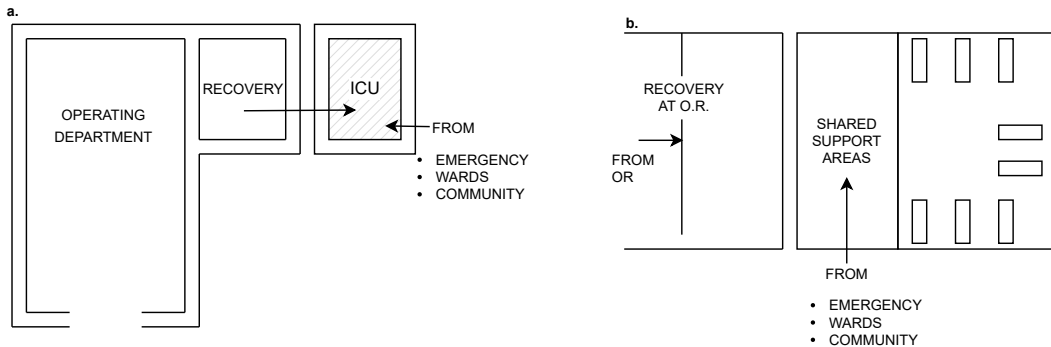 a.
OPERATING
DEPARTMENT
RECOVERY
ICU
FROM
• EMERGENCY
• WARDS
• COMMUNITY
b.
RECOVERY
AT O.R.
FROM
OR
SHARED
SUPPORT
AREAS
FROM
• EMERGENCY
• WARDS
• COMMUNITY